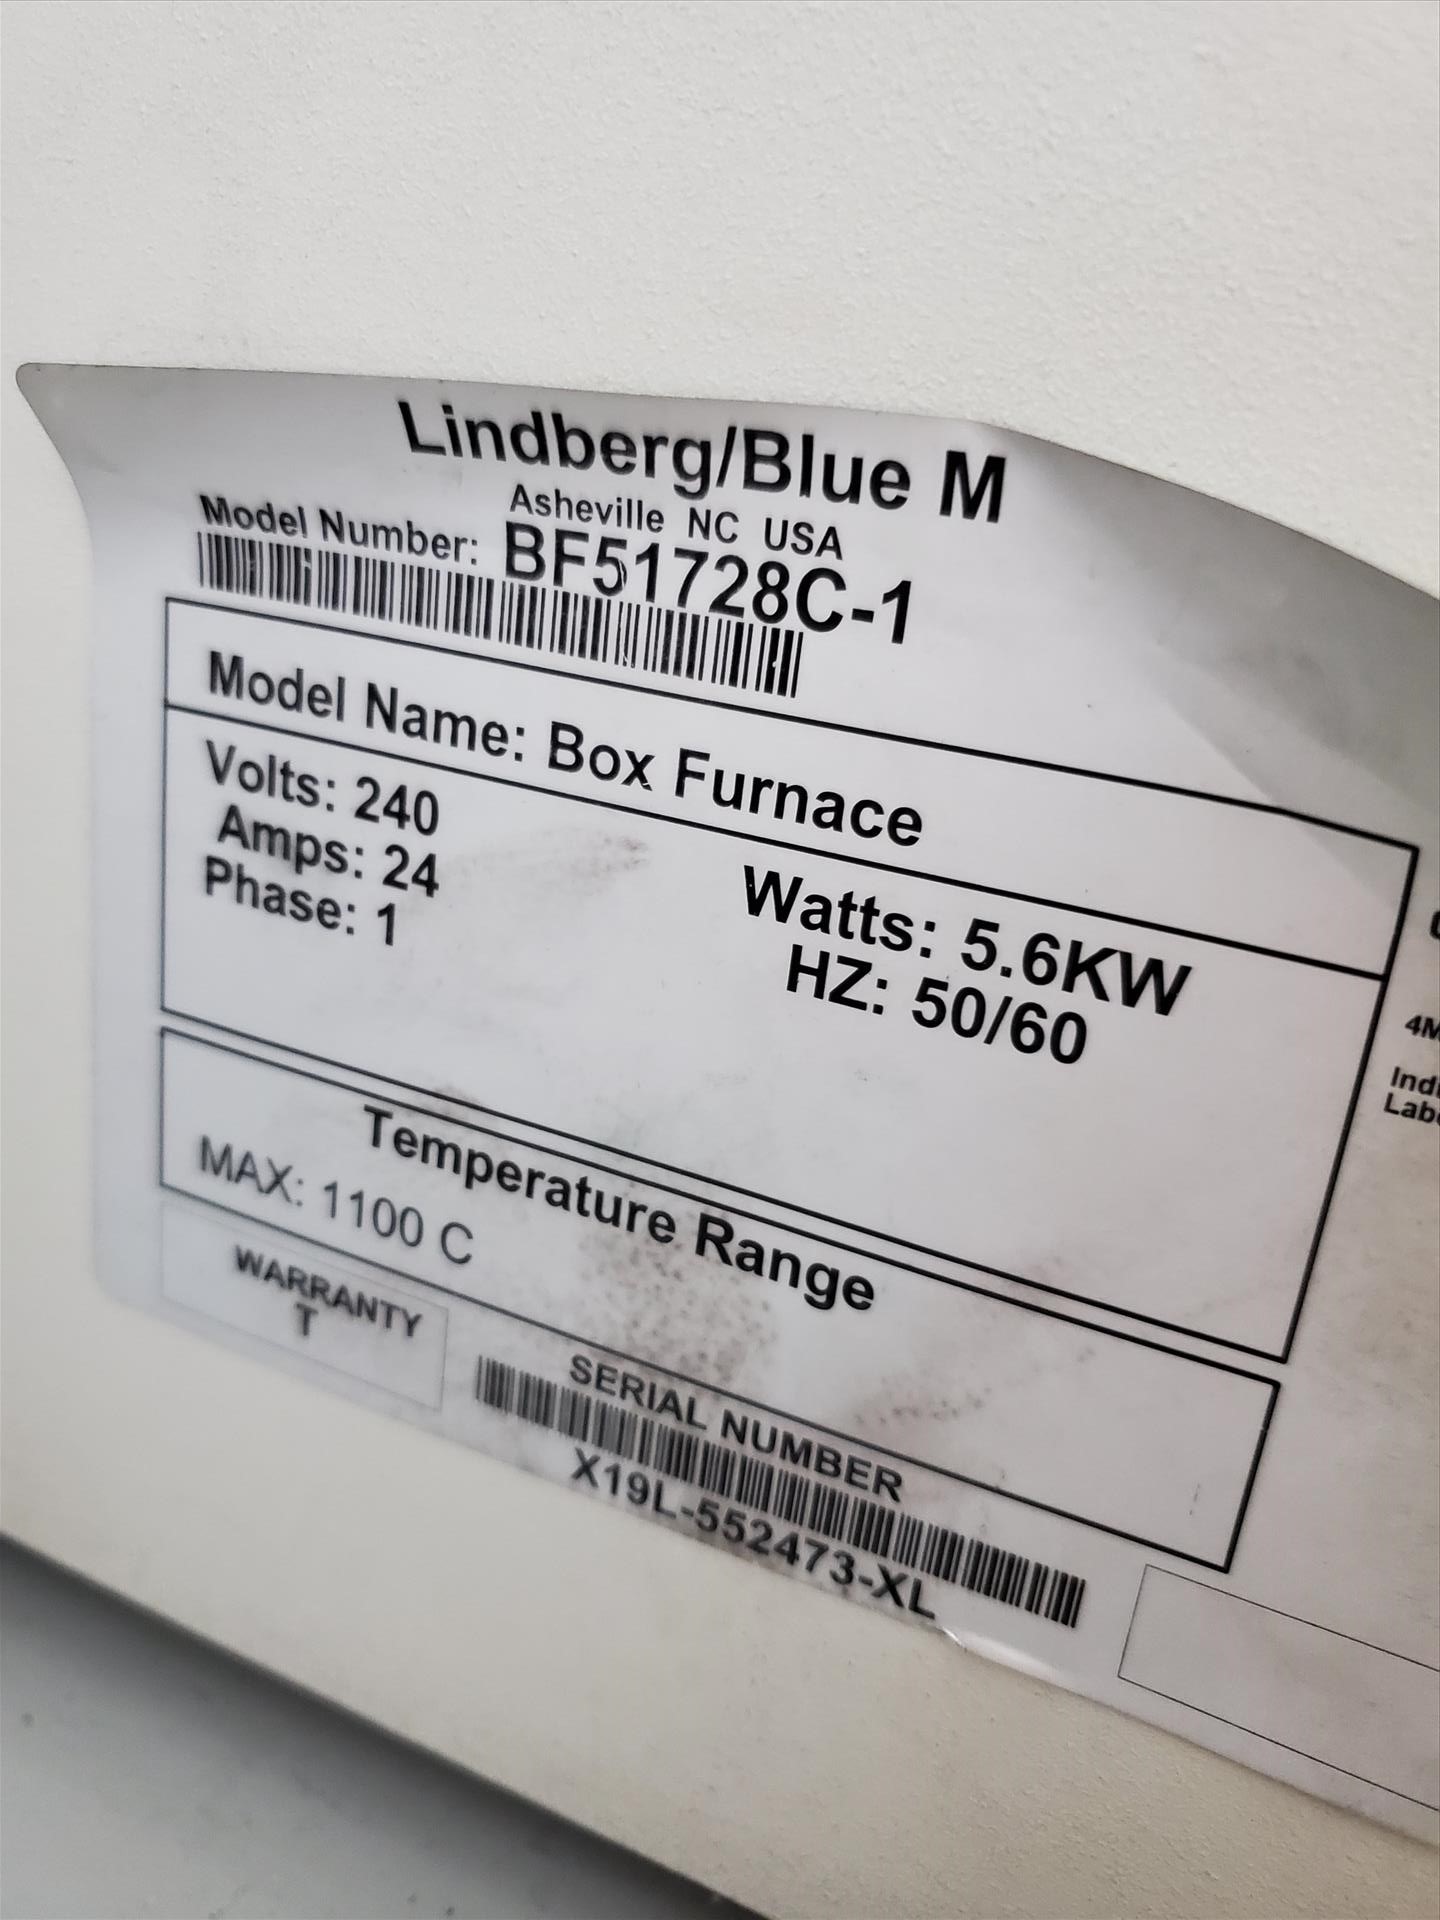 Lindberg/Blue M
Asheville NC USA
Model Number: BF51728C-1
Model Name: Box Furnace
Volts: 240
Amps: 24
Phase: 1
Watts: 5.6KW
HZ: 50/60
Temperature Range
MAX: 1100 C
WARRANTY
T
SERIAL NUMBER
X19L-552473-XL